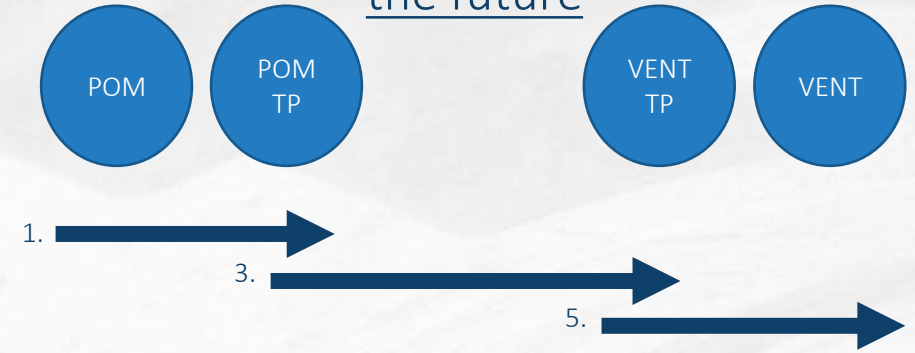 the future
POM
POM
TP
VENT
TP
VENT
1.
3.
5.